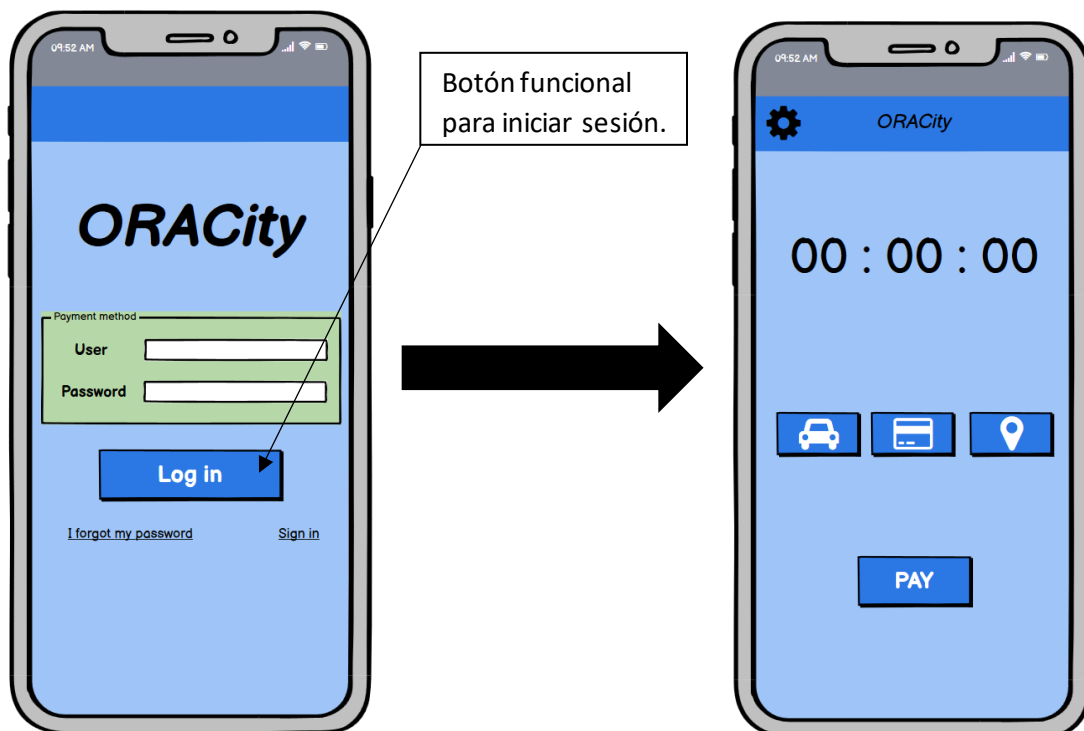 09:52 AM
Botón funcional
para iniciar sesión.
ORACity
Payment method
User
Password
Log in
I forgot my password
Sign in
09:52 AM
ORACity
00 : 00 : 00
PAY